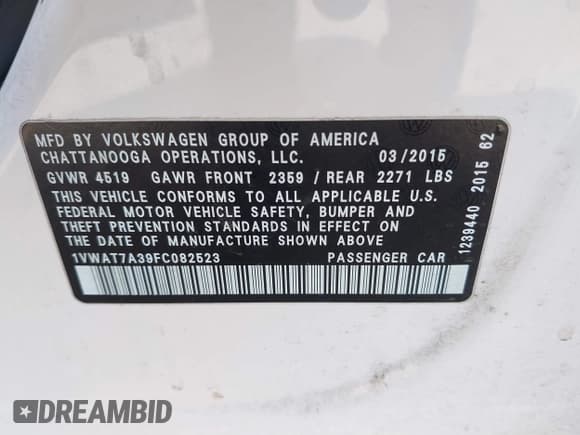 MFD BY VOLKSWAGEN GROUP OF AMERICA
CHATTANOOGA OPERATIONS, LLC. 03/2015
GVWR 4519 GAWR FRONT 2359 / REAR 2271 LBS
THIS VEHICLE CONFORMS TO ALL APPLICABLE U.S.
FEDERAL MOTOR VEHICLE SAFETY, BUMPER AND
THEFT PREVENTION STANDARDS IN EFFECT ON
THE DATE OF MANUFACTURE SHOWN ABOVE.
1VWAT7A39FC082523 PASSENGER CAR
1239440 2015 62
DREAMBID